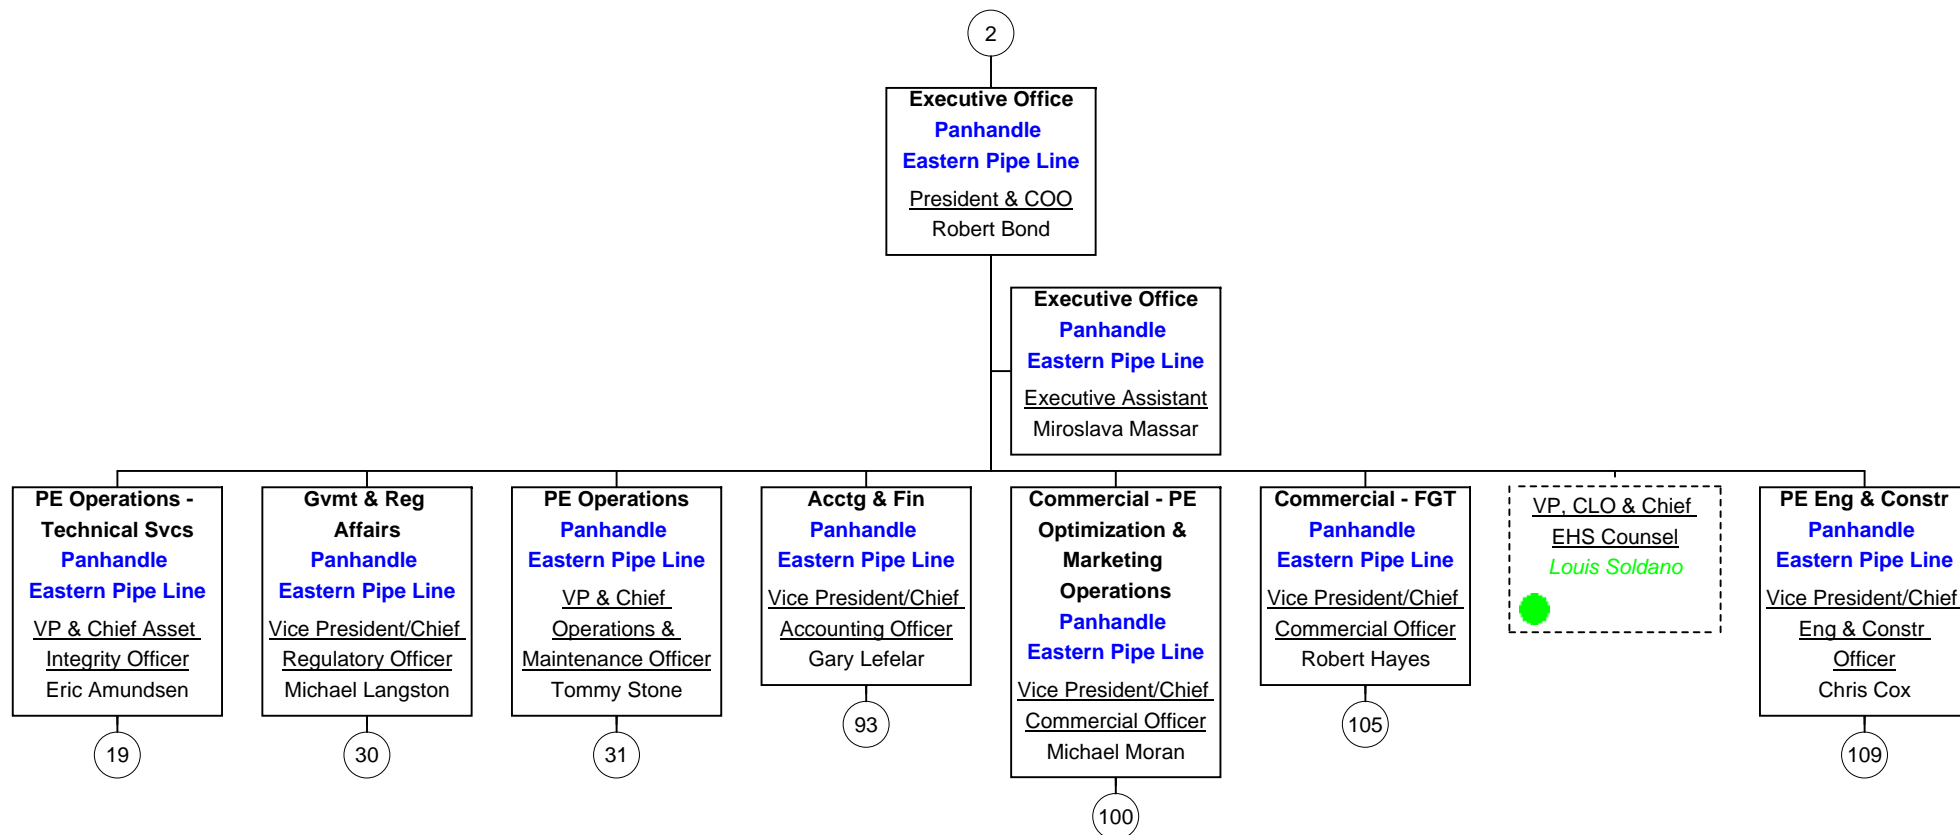 2
Executive Office
Panhandle
Eastern Pipe Line
President & COO
Robert Bond
Executive Office
Panhandle
Eastern Pipe Line
Executive Assistant
Miroslava Massar
PE Operations -
Technical Svcs
Panhandle
Eastern Pipe Line
VP & Chief Asset
Integrity Officer
Eric Amundsen
19
Gvmt & Reg
Affairs
Panhandle
Eastern Pipe Line
Vice President/Chief
Regulatory Officer
Michael Langston
30
PE Operations
Panhandle
Eastern Pipe Line
VP & Chief
Operations &
Maintenance Officer
Tommy Stone
31
Acctg & Fin
Panhandle
Eastern Pipe Line
Vice President/Chief
Accounting Officer
Gary Lefelar
93
Commercial - PE
Optimization &
Marketing
Operations
Panhandle
Eastern Pipe Line
Vice President/Chief
Commercial Officer
Michael Moran
100
Commercial - FGT
Panhandle
Eastern Pipe Line
Vice President/Chief
Commercial Officer
Robert Hayes
105
VP, CLO & Chief
EHS Counsel
Louis Soldano
PE Eng & Constr
Panhandle
Eastern Pipe Line
Vice President/Chief
Eng & Constr
Officer
Chris Cox
109